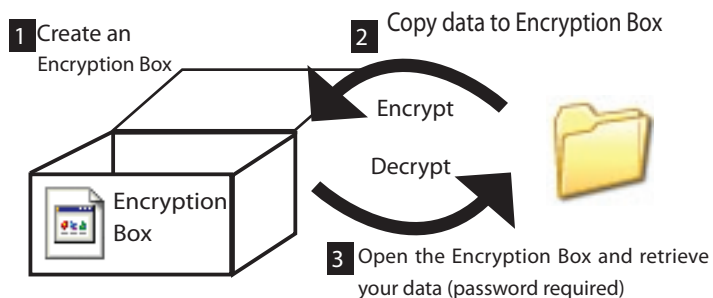 1 Create an
Encryption Box
2 Copy data to Encryption Box
Encrypt
Decrypt
Encryption
Box
3 Open the Encryption Box and retrieve
your data (password required)